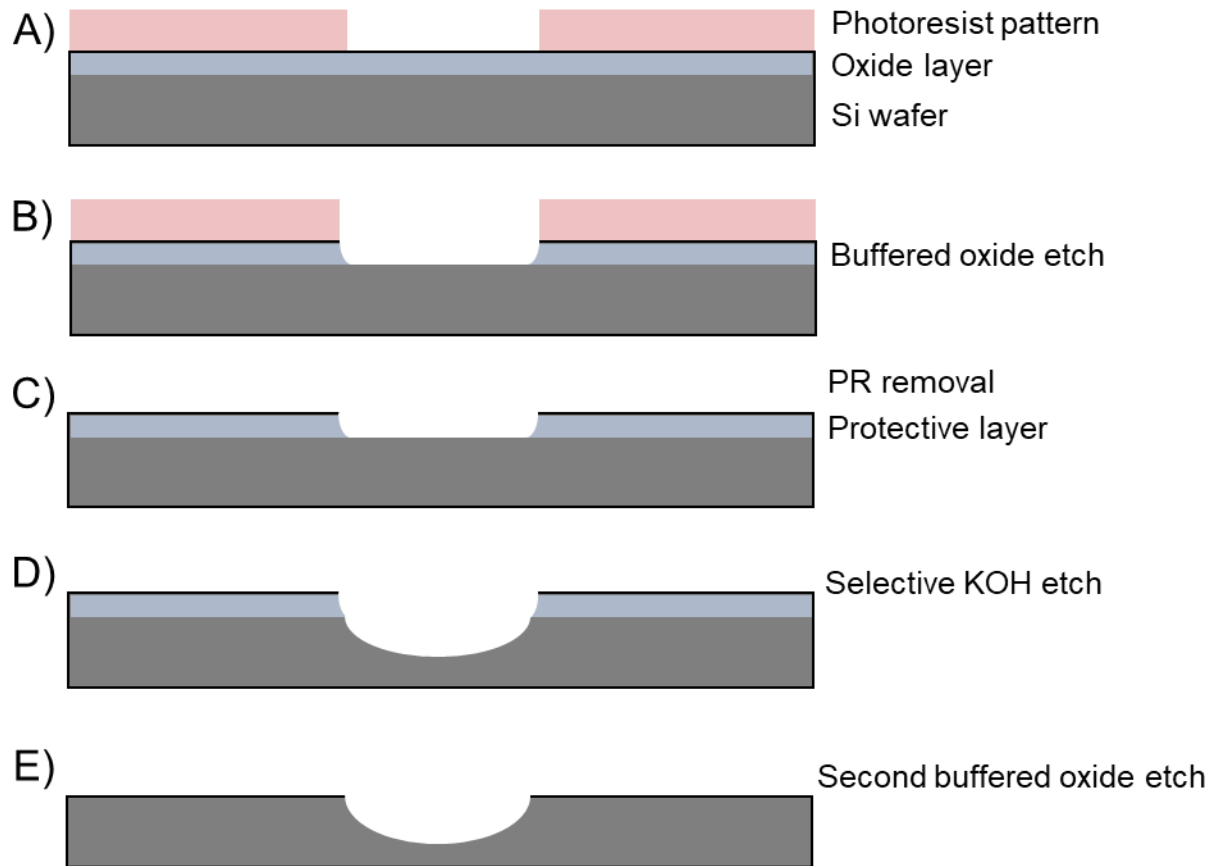 A)
Photoresist pattern
Oxide layer
Si wafer
B)
Buffered oxide etch
C)
PR removal
Protective layer
D)
Selective KOH etch
E)
Second buffered oxide etch